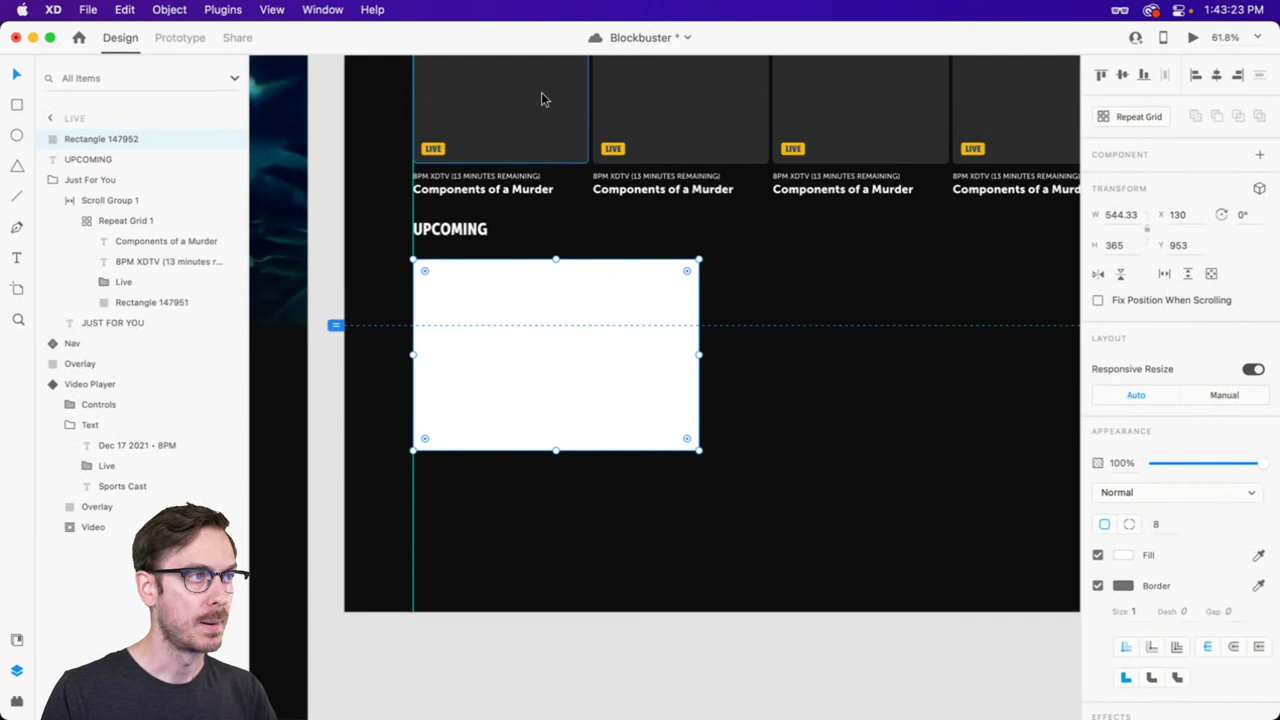 XD File Edit Object Plugins View Window Help 1:43:23 PM
Design Prototype Share Blockbuster * 61.8%
All Items
LIVE
Rectangle 147952
UPCOMING
Just For You
Scroll Group 1
Repeat Grid 1
Components of a Murder
8PM XDTV (13 minutes r...
Live
Rectangle 147951
JUST FOR YOU
Nav
Overlay
Video Player
Controls
Text
Dec 17 2021 - 8PM
Live
Sports Cast
Overlay
Video
LIVE LIVE LIVE LIVE
8PM XDTV (13 MINUTES REMAINING) 8PM XDTV (13 MINUTES REMAINING) 8PM XDTV (13 MINUTES REMAINING) 8PM XDTV (13 MINUTES REMAINING)
Components of a Murder Components of a Murder Components of a Murder Components of a Murd
UPCOMING
Repeat Grid
COMPONENT
TRANSFORM
W 544.33 X 130 0°
H 365 Y 953
Fix Position When Scrolling
LAYOUT
Responsive Resize
Auto Manual
APPEARANCE
100%
Normal
8
Fill
Border
Size 1 Dash 0 Gap 0
EFFECTS